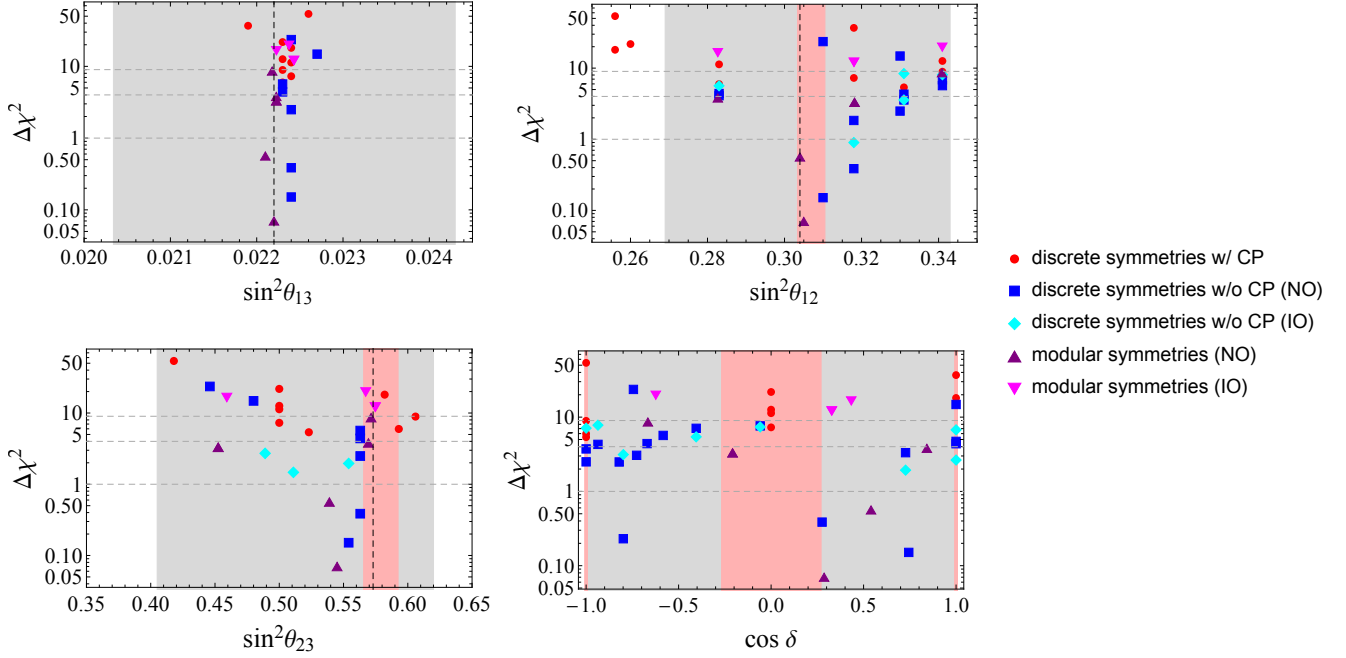 50
10
5
1
0.50
0.10
0.05
Δχ²
0.020 0.021 0.022 0.023 0.024
sin²θ₁₃
50
10
5
1
0.50
0.10
0.05
Δχ²
0.26 0.28 0.30 0.32 0.34
sin²θ₁₂
discrete symmetries w/ CP
discrete symmetries w/o CP (NO)
discrete symmetries w/o CP (IO)
modular symmetries (NO)
modular symmetries (IO)
50
10
5
1
0.50
0.10
0.05
Δχ²
0.35 0.40 0.45 0.50 0.55 0.60 0.65
sin²θ₂₃
50
10
5
1
0.50
0.10
0.05
Δχ²
−1.0 −0.5 0.0 0.5 1.0
cos δ